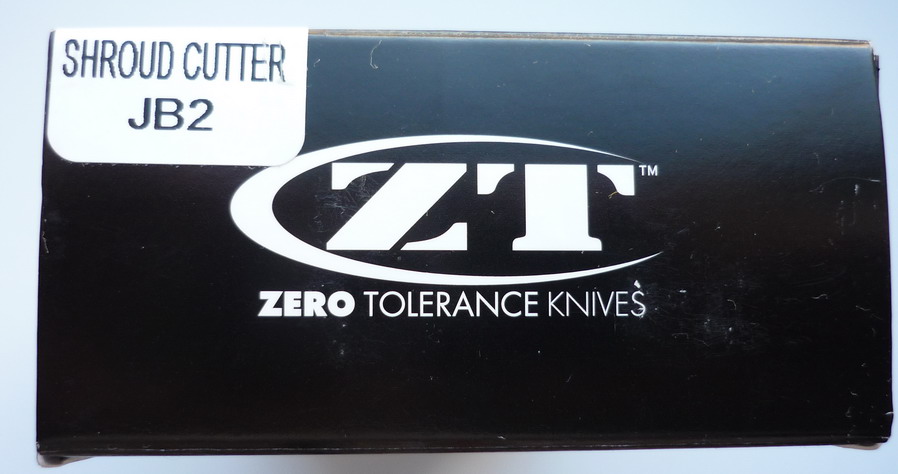 SHROUD CUTTER
JB2
ZT™
ZERO TOLERANCE KNIVES